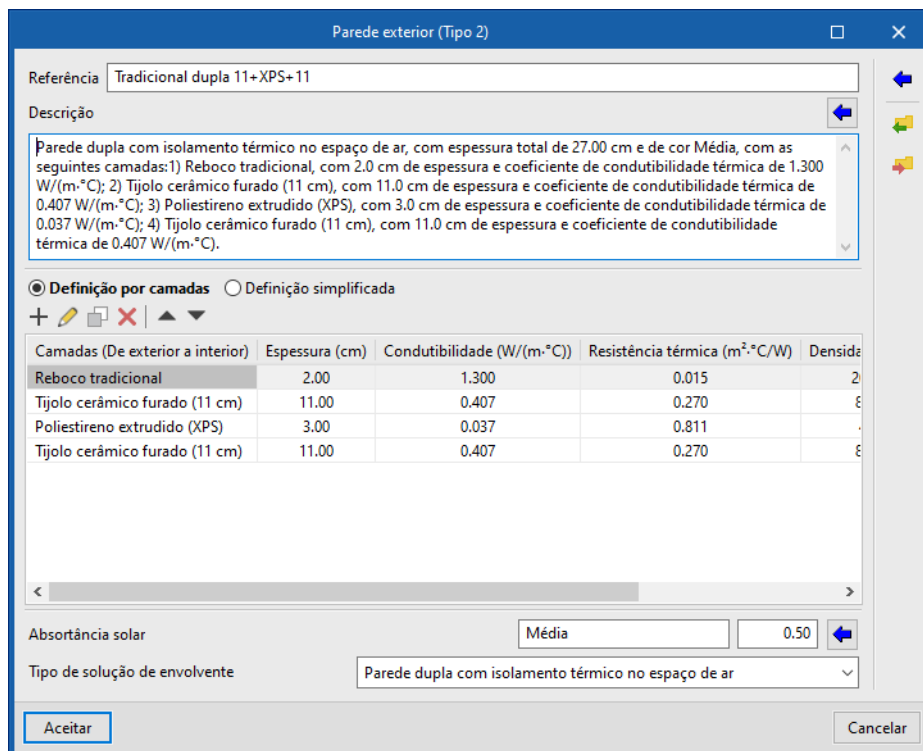 Parede exterior (Tipo 2)
Referência Tradicional dupla 11+XPS+11
Descrição
Parede dupla com isolamento térmico no espaço de ar, com espessura total de 27.00 cm e de cor Média, com as
seguintes camadas:1) Reboco tradicional, com 2.0 cm de espessura e coeficiente de condutibilidade térmica de 1.300
W/(m·°C); 2) Tijolo cerâmico furado (11 cm), com 11.0 cm de espessura e coeficiente de condutibilidade térmica de
0.407 W/(m·°C); 3) Poliestireno extrudido (XPS), com 3.0 cm de espessura e coeficiente de condutibilidade térmica de
0.037 W/(m·°C); 4) Tijolo cerâmico furado (11 cm), com 11.0 cm de espessura e coeficiente de condutibilidade
térmica de 0.407 W/(m·°C).
Definição por camadas Definição simplificada
Camadas (De exterior a interior) Espessura (cm) Condutibilidade (W/(m·°C)) Resistência térmica (m²·°C/W) Densida
Reboco tradicional 2.00 1.300 0.015 2
Tijolo cerâmico furado (11 cm) 11.00 0.407 0.270 8
Poliestireno extrudido (XPS) 3.00 0.037 0.811
Tijolo cerâmico furado (11 cm) 11.00 0.407 0.270 8
Absortância solar Média 0.50
Tipo de solução de envolvente Parede dupla com isolamento térmico no espaço de ar
Aceitar Cancelar